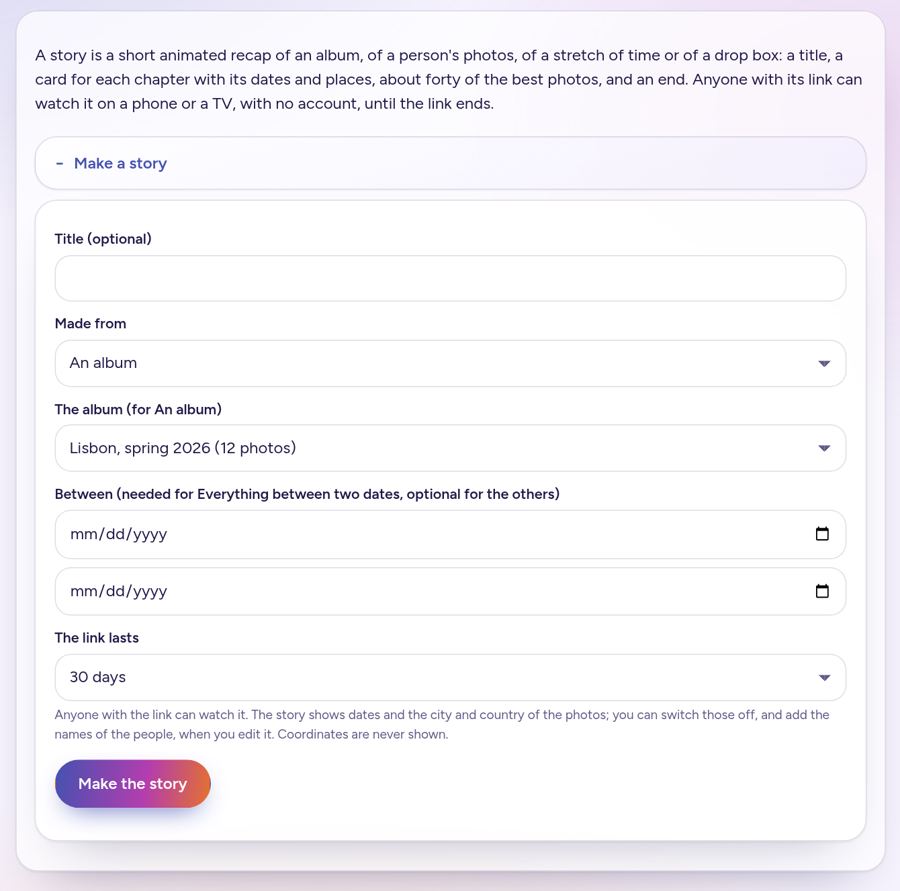 A story is a short animated recap of an album, of a person's photos, of a stretch of time or of a drop box: a title, a
card for each chapter with its dates and places, about forty of the best photos, and an end. Anyone with its link can
watch it on a phone or a TV, with no account, until the link ends.
– Make a story
Title (optional)
Made from
An album
The album (for An album)
Lisbon, spring 2026 (12 photos)
Between (needed for Everything between two dates, optional for the others)
mm/dd/yyyy
mm/dd/yyyy
The link lasts
30 days
Anyone with the link can watch it. The story shows dates and the city and country of the photos; you can switch those off, and add the
names of the people, when you edit it. Coordinates are never shown.
Make the story